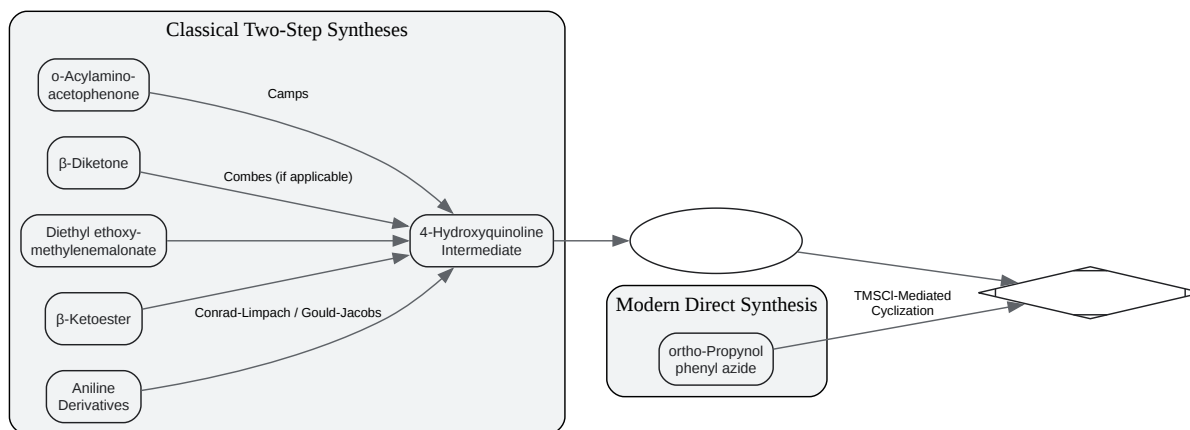 Classical Two-Step Syntheses
o-Acylamino-
acetophenone
Camps
β-Diketone
Combes (if applicable)
Diethyl ethoxy-
methylenemalonate
4-Hydroxyquinoline
Intermediate
β-Ketoester
Conrad-Limpach / Gould-Jacobs
Aniline
Derivatives
Modern Direct Synthesis
ortho-Propynol
phenyl azide
TMSCl-Mediated
Cyclization